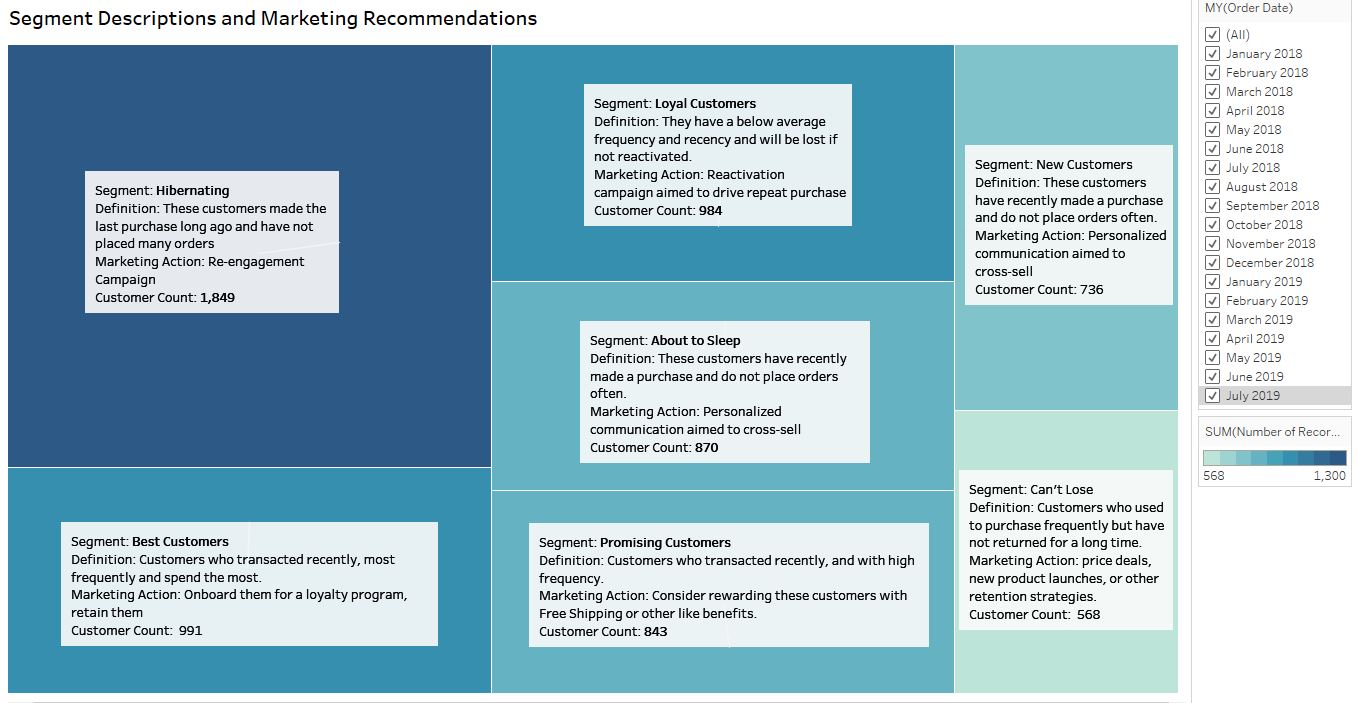 Segment Descriptions and Marketing Recommendations
Segment: Hibernating
Definition: These customers made the
last purchase long ago and have not
placed many orders
Marketing Action: Re-engagement
Campaign
Customer Count: 1,849
Segment: Best Customers
Definition: Customers who transacted recently, most
frequently and spend the most.
Marketing Action: Onboard them for a loyalty program,
retain them
Customer Count: 991
Segment: Loyal Customers
Definition: They have a below average
frequency and recency and will be lost if
not reactivated.
Marketing Action: Reactivation
campaign aimed to drive repeat purchase
Customer Count: 984
Segment: About to Sleep
Definition: These customers have recently
made a purchase and do not place orders
often.
Marketing Action: Personalized
communication aimed to cross-sell
Customer Count: 870
Segment: Promising Customers
Definition: Customers who transacted recently, and with high
frequency.
Marketing Action: Consider rewarding these customers with
Free Shipping or other like benefits.
Customer Count: 843
Segment: New Customers
Definition: These customers
have recently made a purchase
and do not place orders often.
Marketing Action: Personalized
communication aimed to
cross-sell
Customer Count: 736
Segment: Can't Lose
Definition: Customers who used
to purchase frequently but have
not returned for a long time.
Marketing Action: price deals,
new product launches, or other
retention strategies.
Customer Count: 568
MY(Order Date)
(All)
January 2018
February 2018
March 2018
April 2018
May 2018
June 2018
July 2018
August 2018
September 2018
October 2018
November 2018
December 2018
January 2019
February 2019
March 2019
April 2019
May 2019
June 2019
July 2019
SUM(Number of Recor...
568 1,300